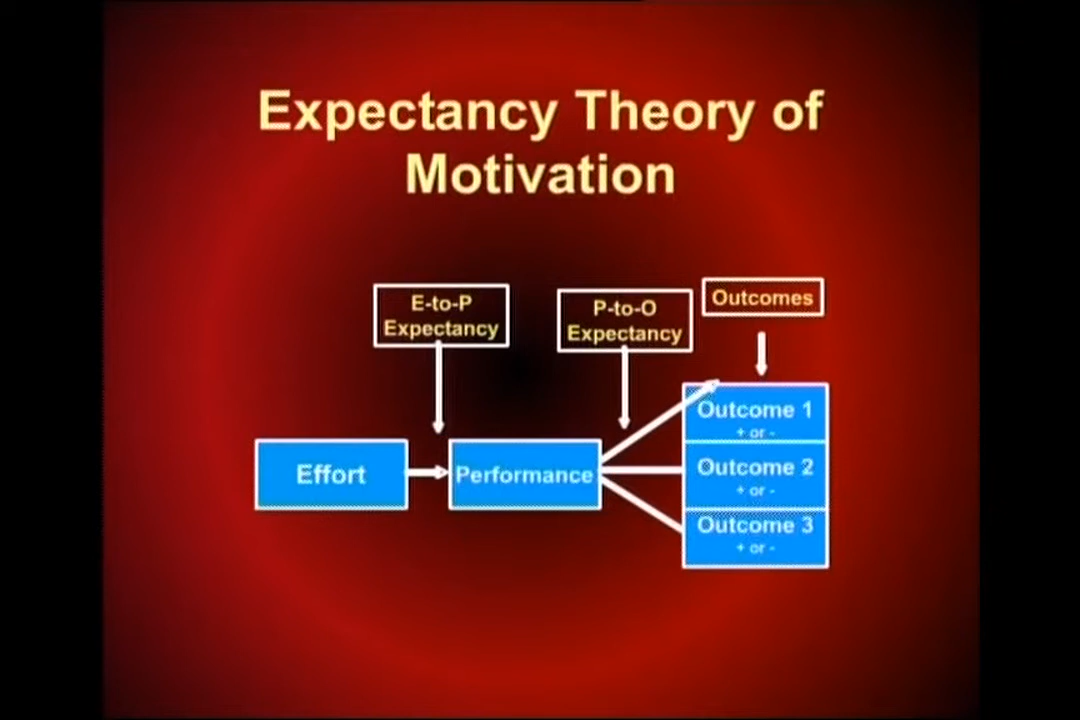 Expectancy Theory of
Motivation
E-to-P
Expectancy
P-to-O
Expectancy
Outcomes
Effort
Performance
Outcome 1
+ or -
Outcome 2
+ or -
Outcome 3
+ or -